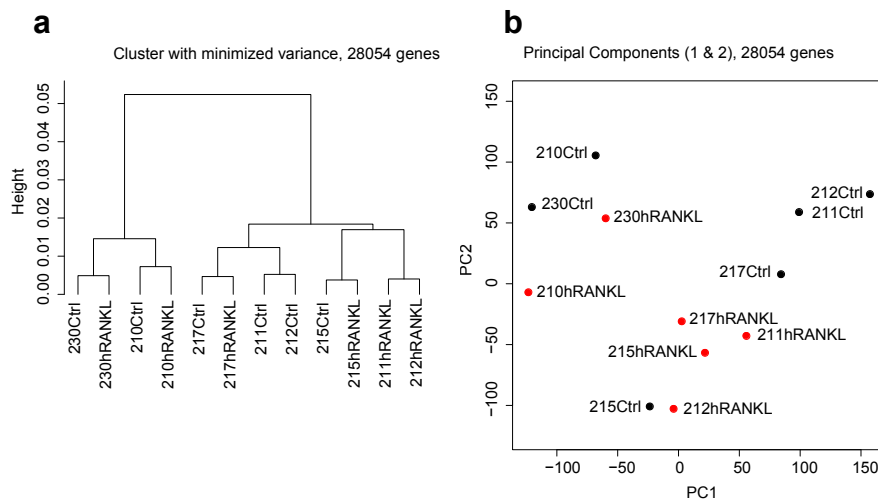 a
Cluster with minimized variance, 28054 genes
Height
0.00
0.01
0.02
0.03
0.04
0.05
230Ctrl
230hRANKL
210Ctrl
210hRANKL
217Ctrl
217hRANKL
211Ctrl
212Ctrl
215Ctrl
215hRANKL
211hRANKL
212hRANKL
b
Principal Components (1 & 2), 28054 genes
PC2
150
100
50
0
−50
−100
210Ctrl
230Ctrl
230hRANKL
212Ctrl
211Ctrl
217Ctrl
210hRANKL
217hRANKL
211hRANKL
215hRANKL
215Ctrl
212hRANKL
−100
−50
0
50
100
150
PC1